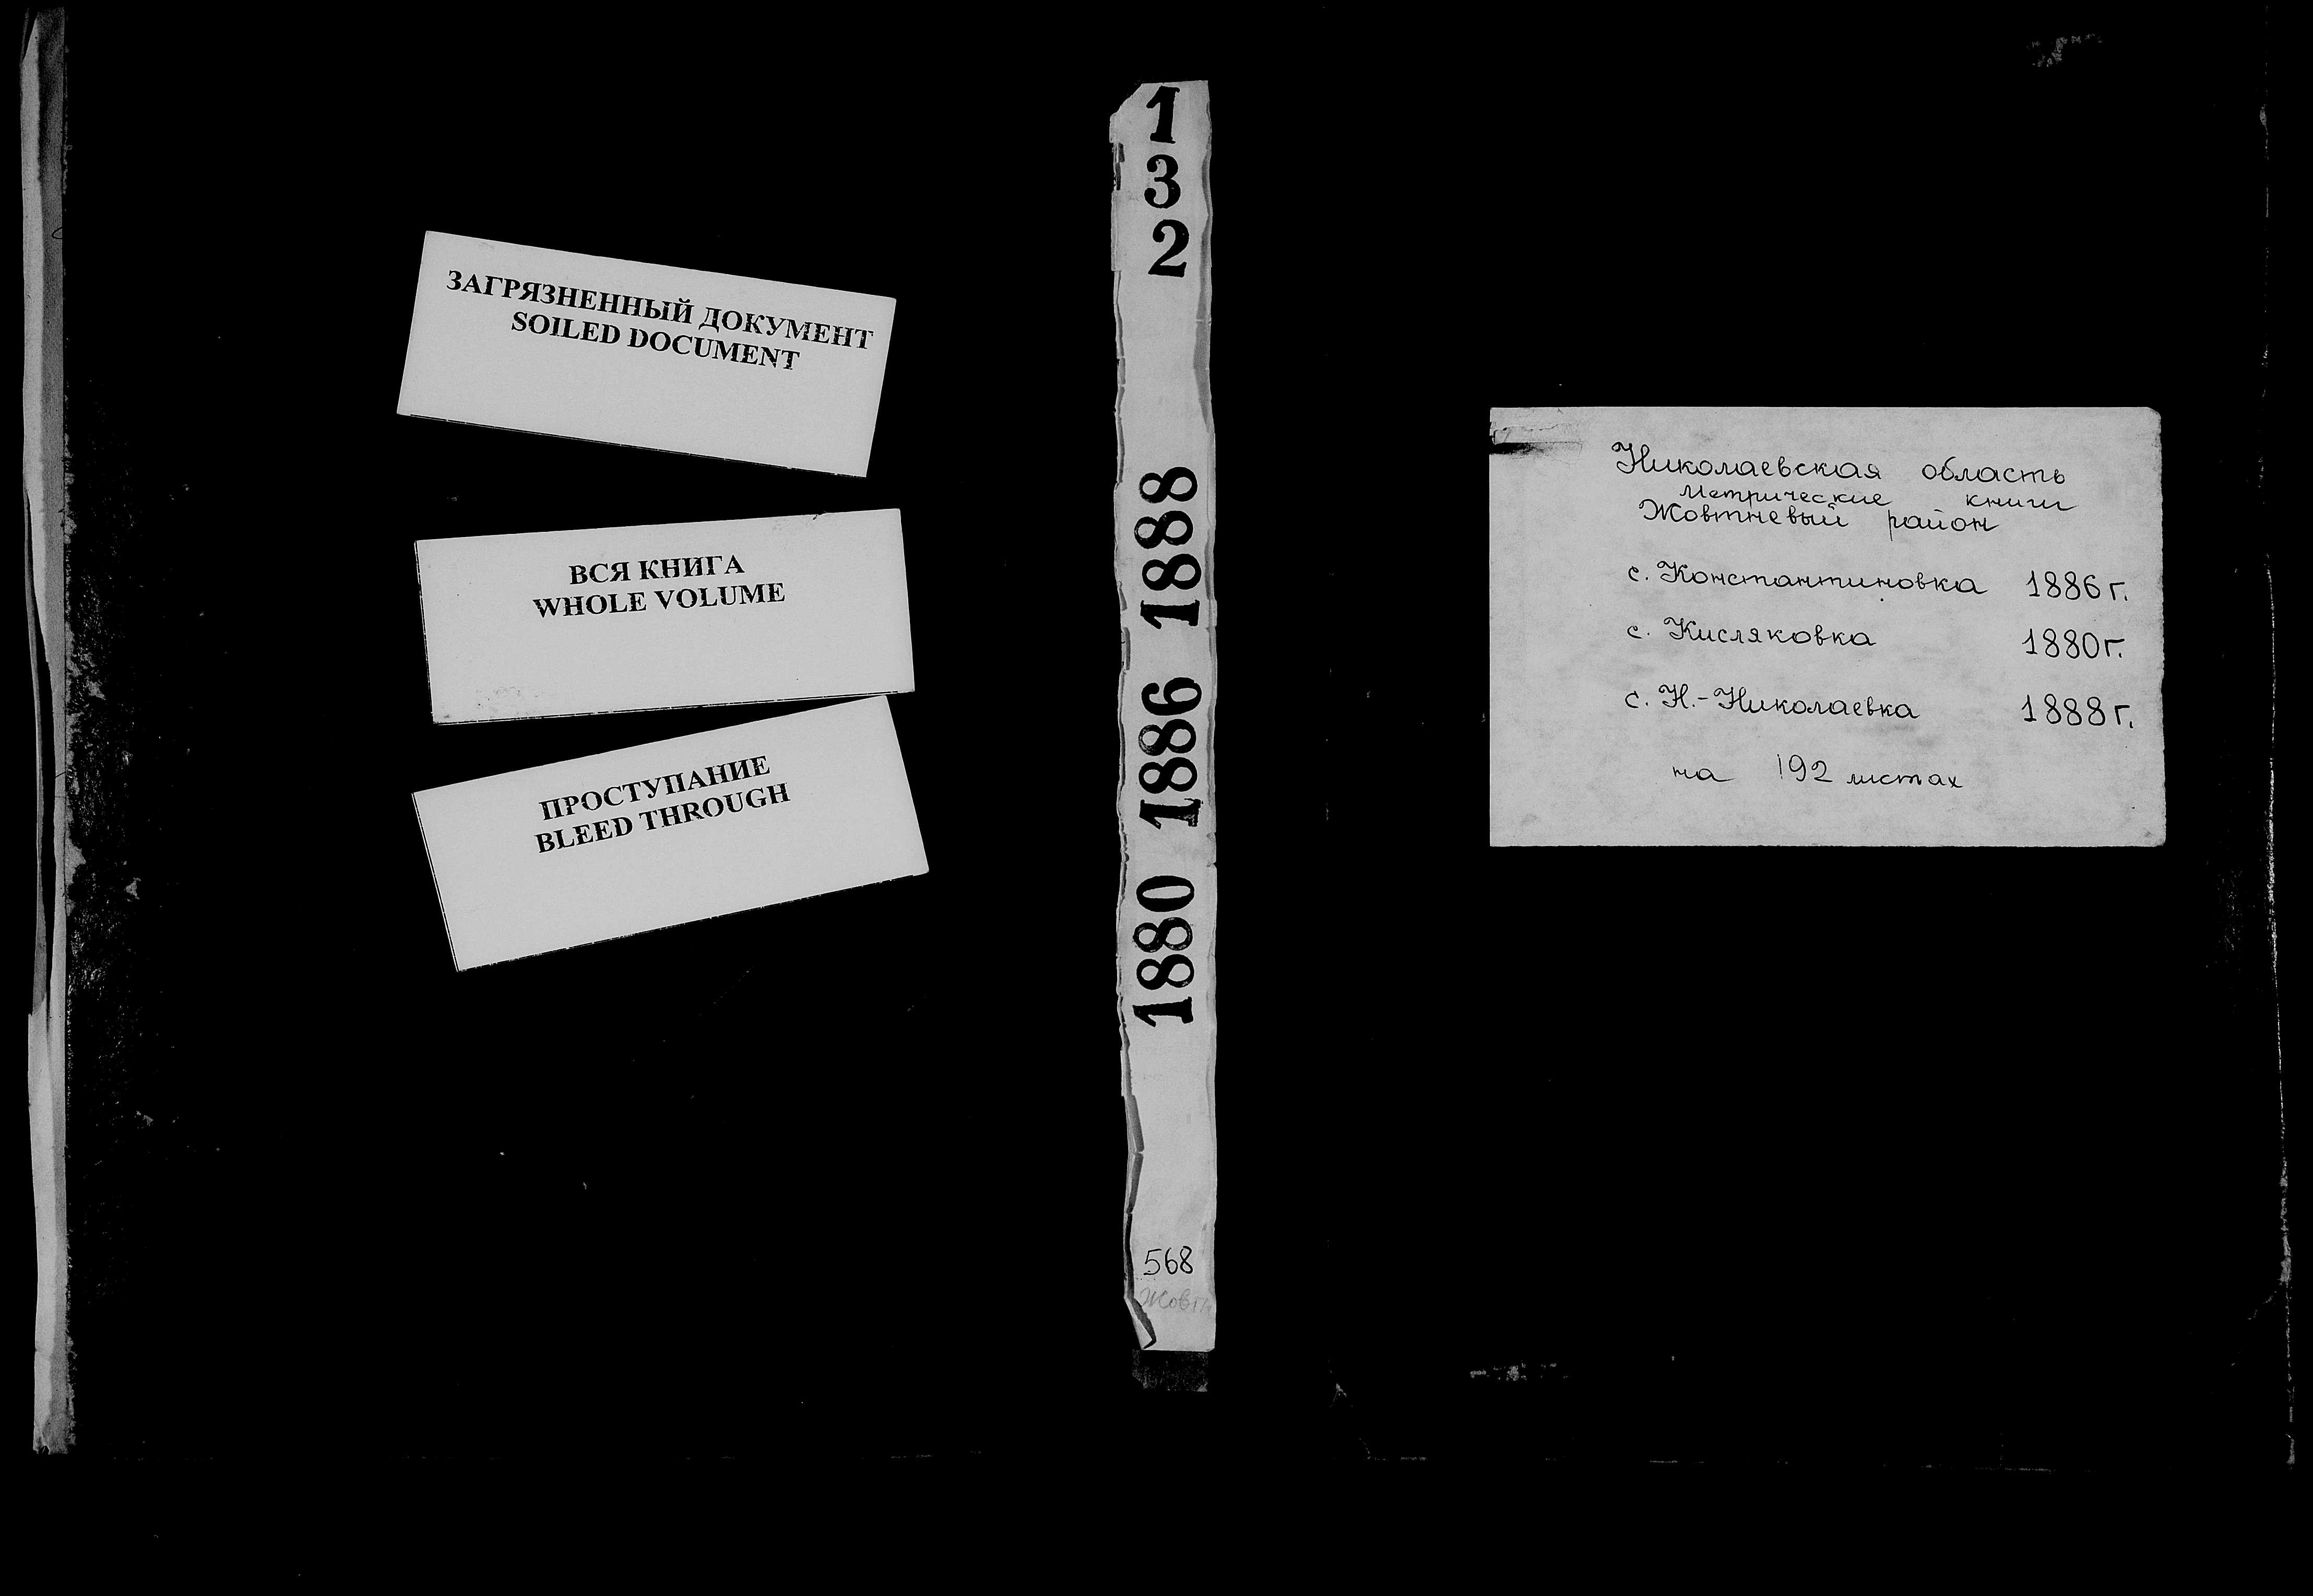 ЗАГРЯЗНЕННЫЙ ДОКУМЕНТ
SOILED DOCUMENT
ВСЯ КНИГА
WHOLE VOLUME
ПРОСТУПАНИЕ
BLEED THROUGH
1
3
2
1880 1886 1888
568
Жовтн
Николаевская область
Метрические книги
Жовтневый район
с. Константиновка 1886 г.
с. Кисляковка 1880 г.
с. Н.-Николаевка 1888 г.
на 192 листах